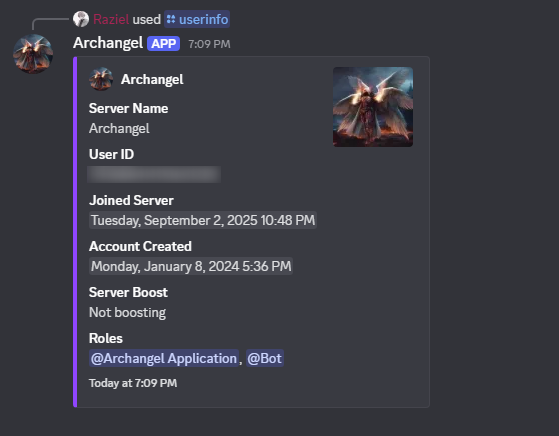 Raziel used userinfo
Archangel APP 7:09 PM
Archangel
Server Name
Archangel
User ID
Joined Server
Tuesday, September 2, 2025 10:48 PM
Account Created
Monday, January 8, 2024 5:36 PM
Server Boost
Not boosting
Roles
@Archangel Application, @Bot
Today at 7:09 PM